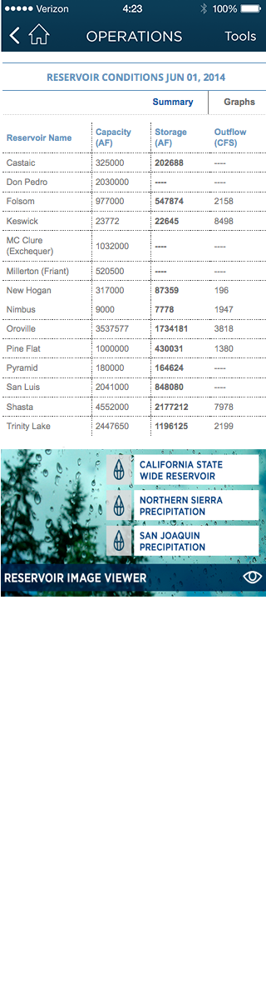 Verizon 4:23 100%
OPERATIONS Tools
RESERVOIR CONDITIONS JUN 01, 2014
Summary Graphs
Reservoir Name Capacity (AF) Storage (AF) Outflow (CFS)
Castaic 325000 202688 ----
Don Pedro 2030000 ---- ----
Folsom 977000 547874 2158
Keswick 23772 22645 8498
MC Clure
(Exchequer) 1032000 ---- ----
Millerton (Friant) 520500 ---- ----
New Hogan 317000 87359 196
Nimbus 9000 7778 1947
Oroville 3537577 1734181 3818
Pine Flat 1000000 430031 1380
Pyramid 180000 164624 ----
San Luis 2041000 848080 ----
Shasta 4552000 2177212 7978
Trinity Lake 2447650 1196125 2199
CALIFORNIA STATE
WIDE RESERVOIR
NORTHERN SIERRA
PRECIPITATION
SAN JOAQUIN
PRECIPITATION
RESERVOIR IMAGE VIEWER